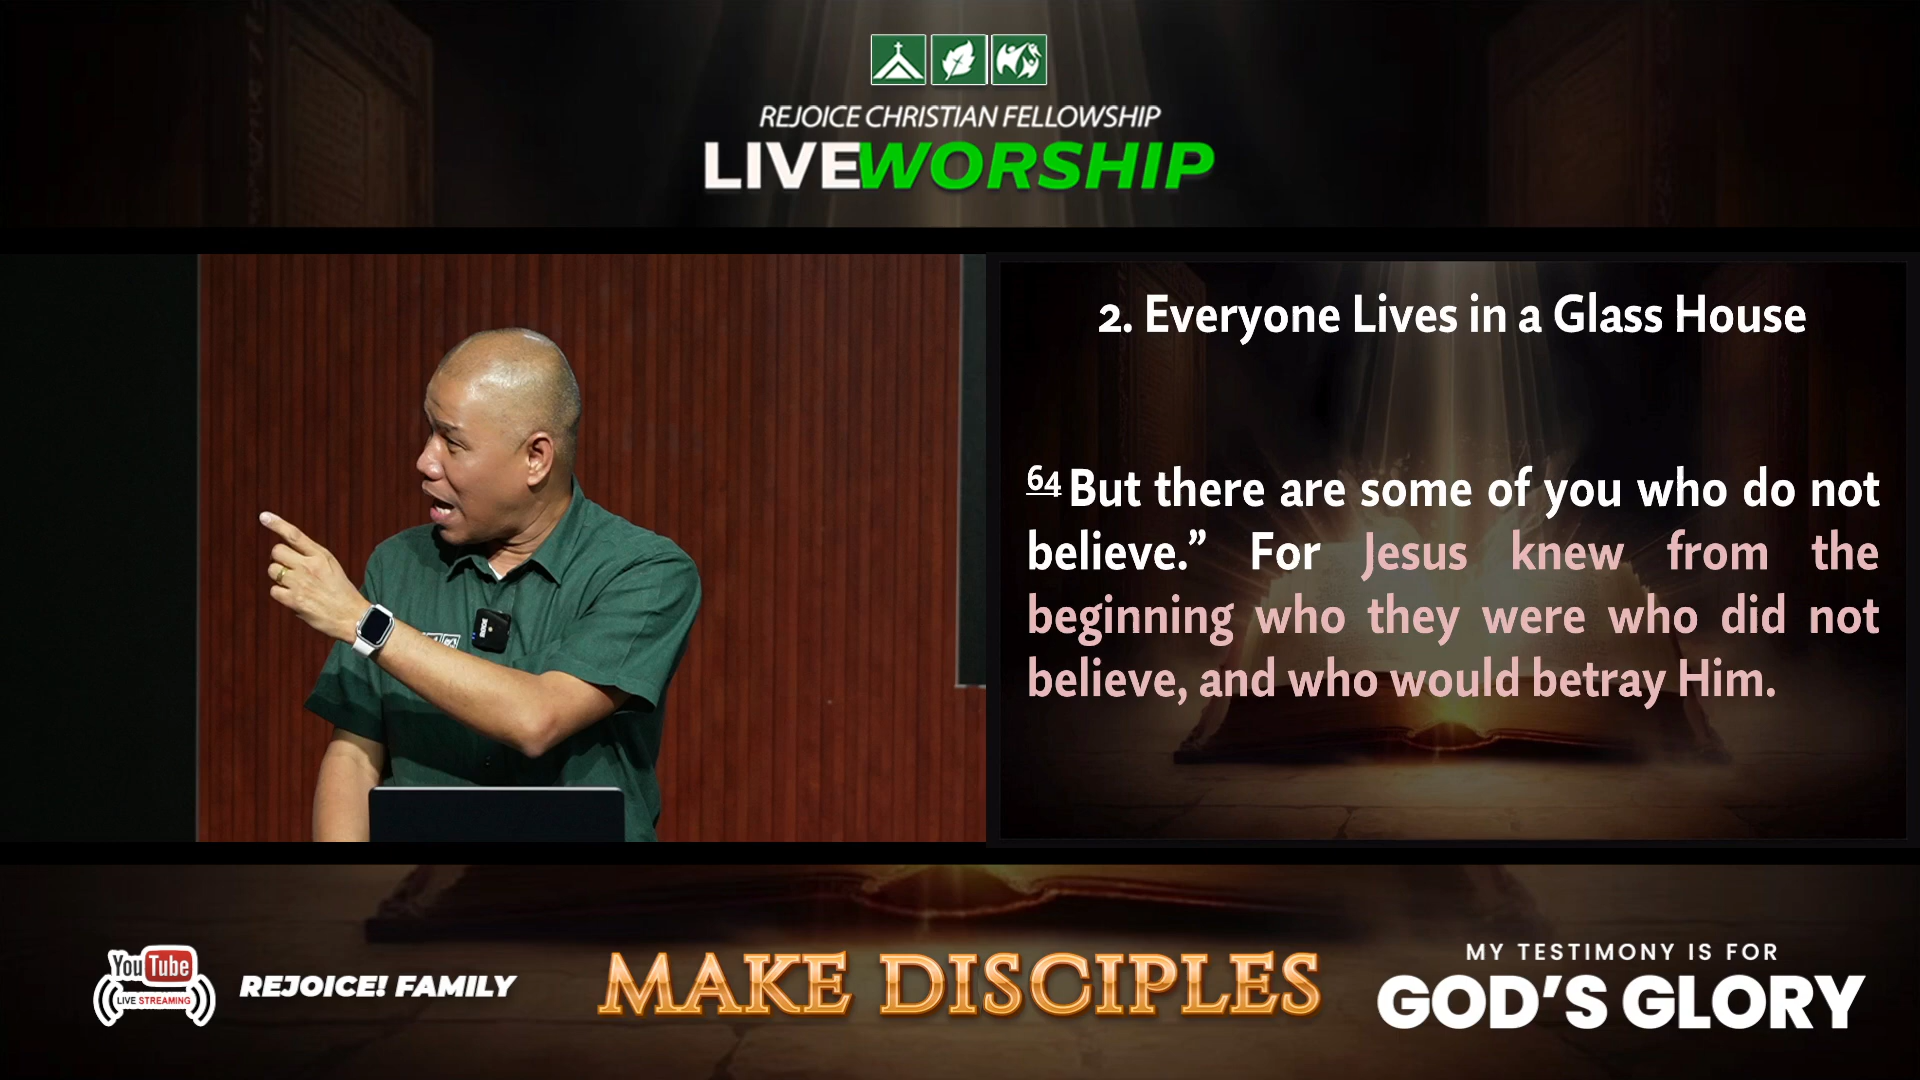 REJOICE CHRISTIAN FELLOWSHIP
LIVEWORSHIP
2. Everyone Lives in a Glass House
64 But there are some of you who do not
believe.” For Jesus knew from the
beginning who they were who did not
believe, and who would betray Him.
RODE
YouTube
LIVE STREAMING
REJOICE! FAMILY
MAKE DISCIPLES
MY TESTIMONY IS FOR
GOD’S GLORY